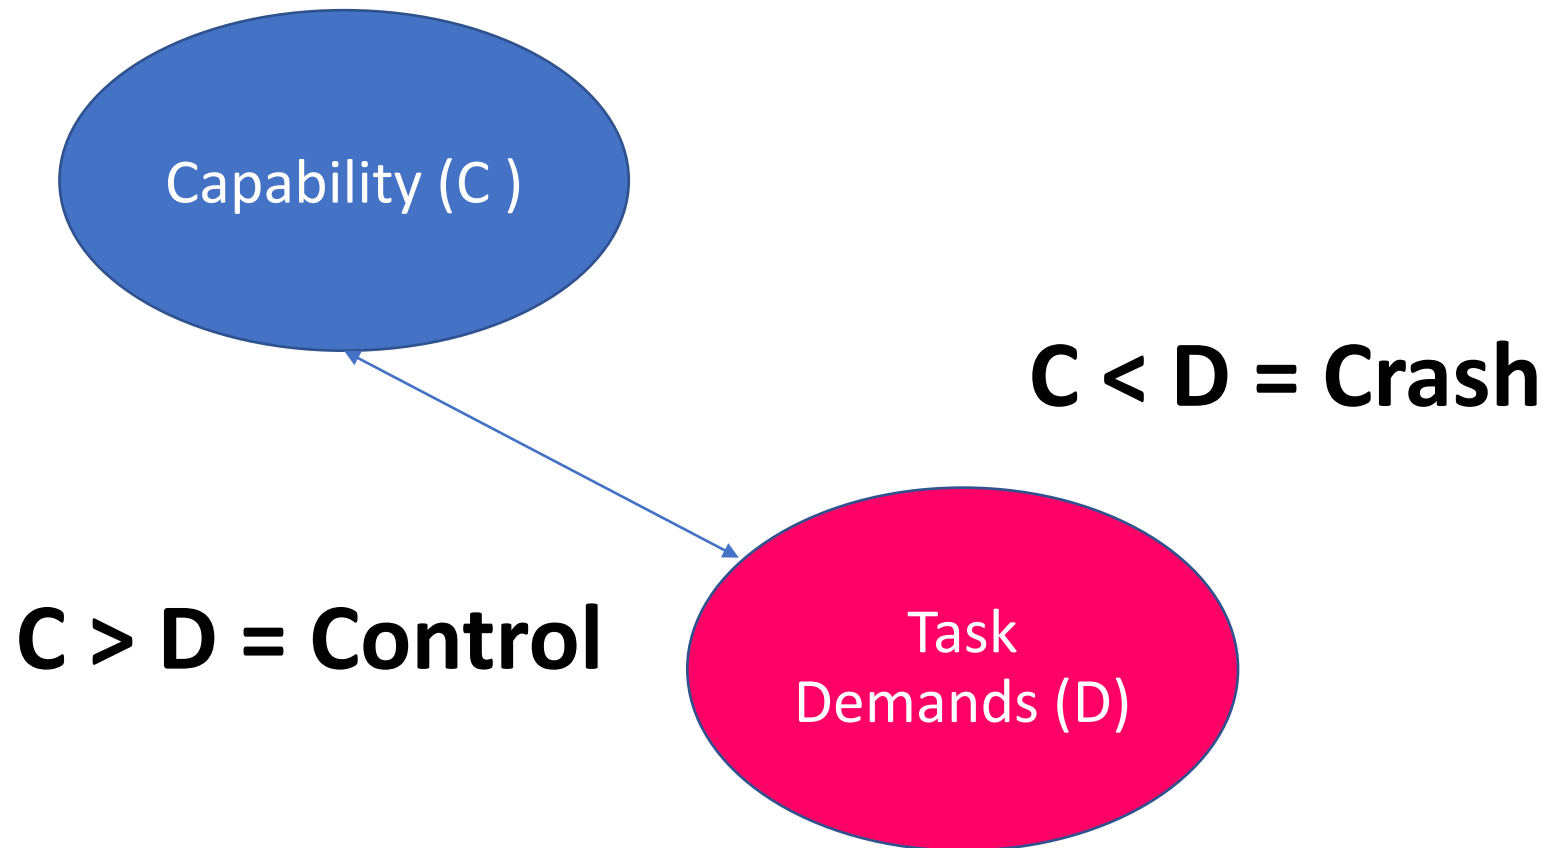 Capability (C )
C < D = Crash
C > D = Control
Task
Demands (D)